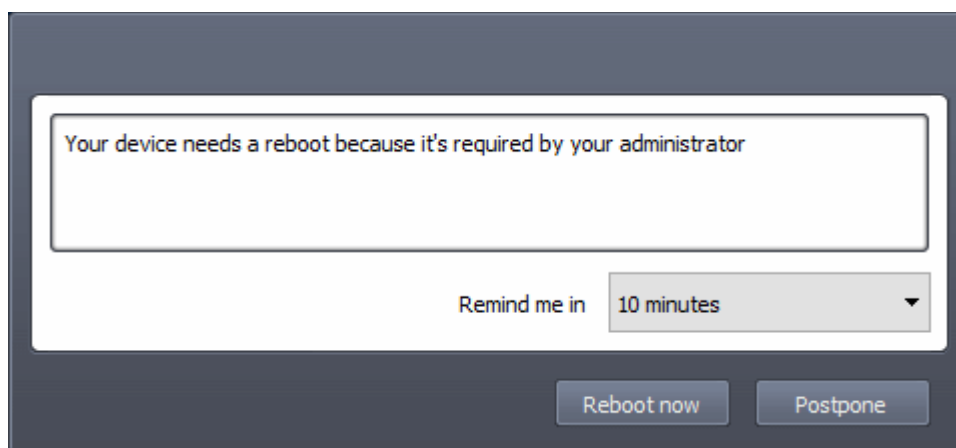 Your device needs a reboot because it's required by your administrator
Remind me in 10 minutes
Reboot now Postpone